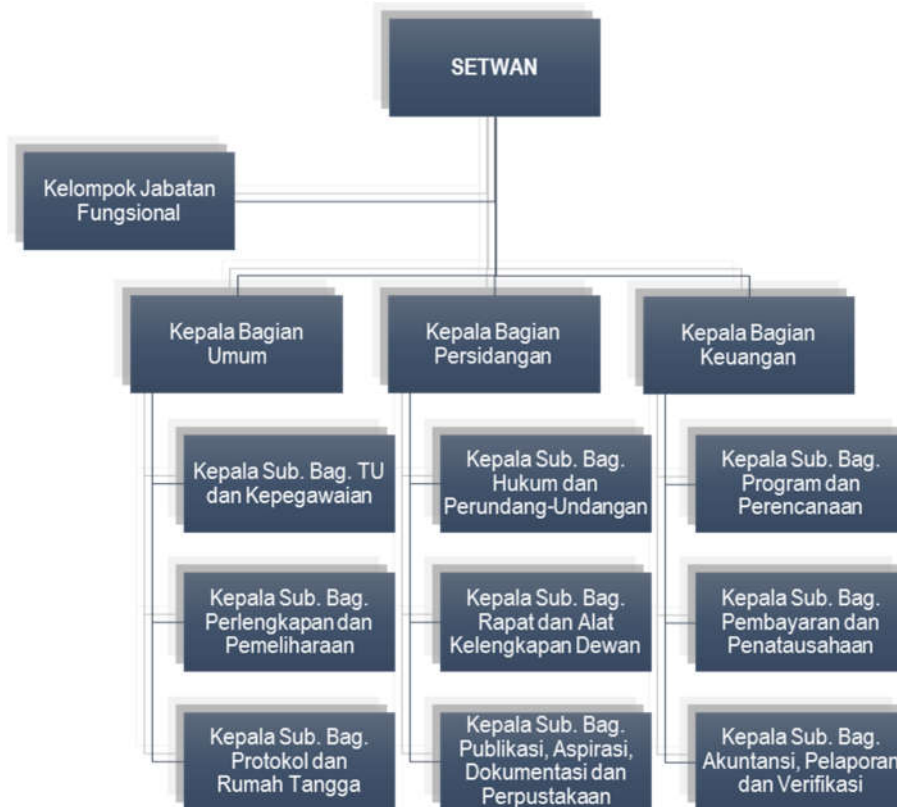 SETWAN
Kelompok Jabatan
Fungsional
Kepala Bagian
Umum
Kepala Bagian
Persidangan
Kepala Bagian
Keuangan
Kepala Sub. Bag. TU
dan Kepegawaian
Kepala Sub. Bag.
Hukum dan
Perundang-Undangan
Kepala Sub. Bag.
Program dan
Perencanaan
Kepala Sub. Bag.
Perlengkapan dan
Pemeliharaan
Kepala Sub. Bag.
Rapat dan Alat
Kelengkapan Dewan
Kepala Sub. Bag.
Pembayaran dan
Penatausahaan
Kepala Sub. Bag.
Protokol dan
Rumah Tangga
Kepala Sub. Bag.
Publikasi, Aspirasi,
Dokumentasi dan
Perpustakaan
Kepala Sub. Bag.
Akuntansi, Pelaporan
dan Verifikasi